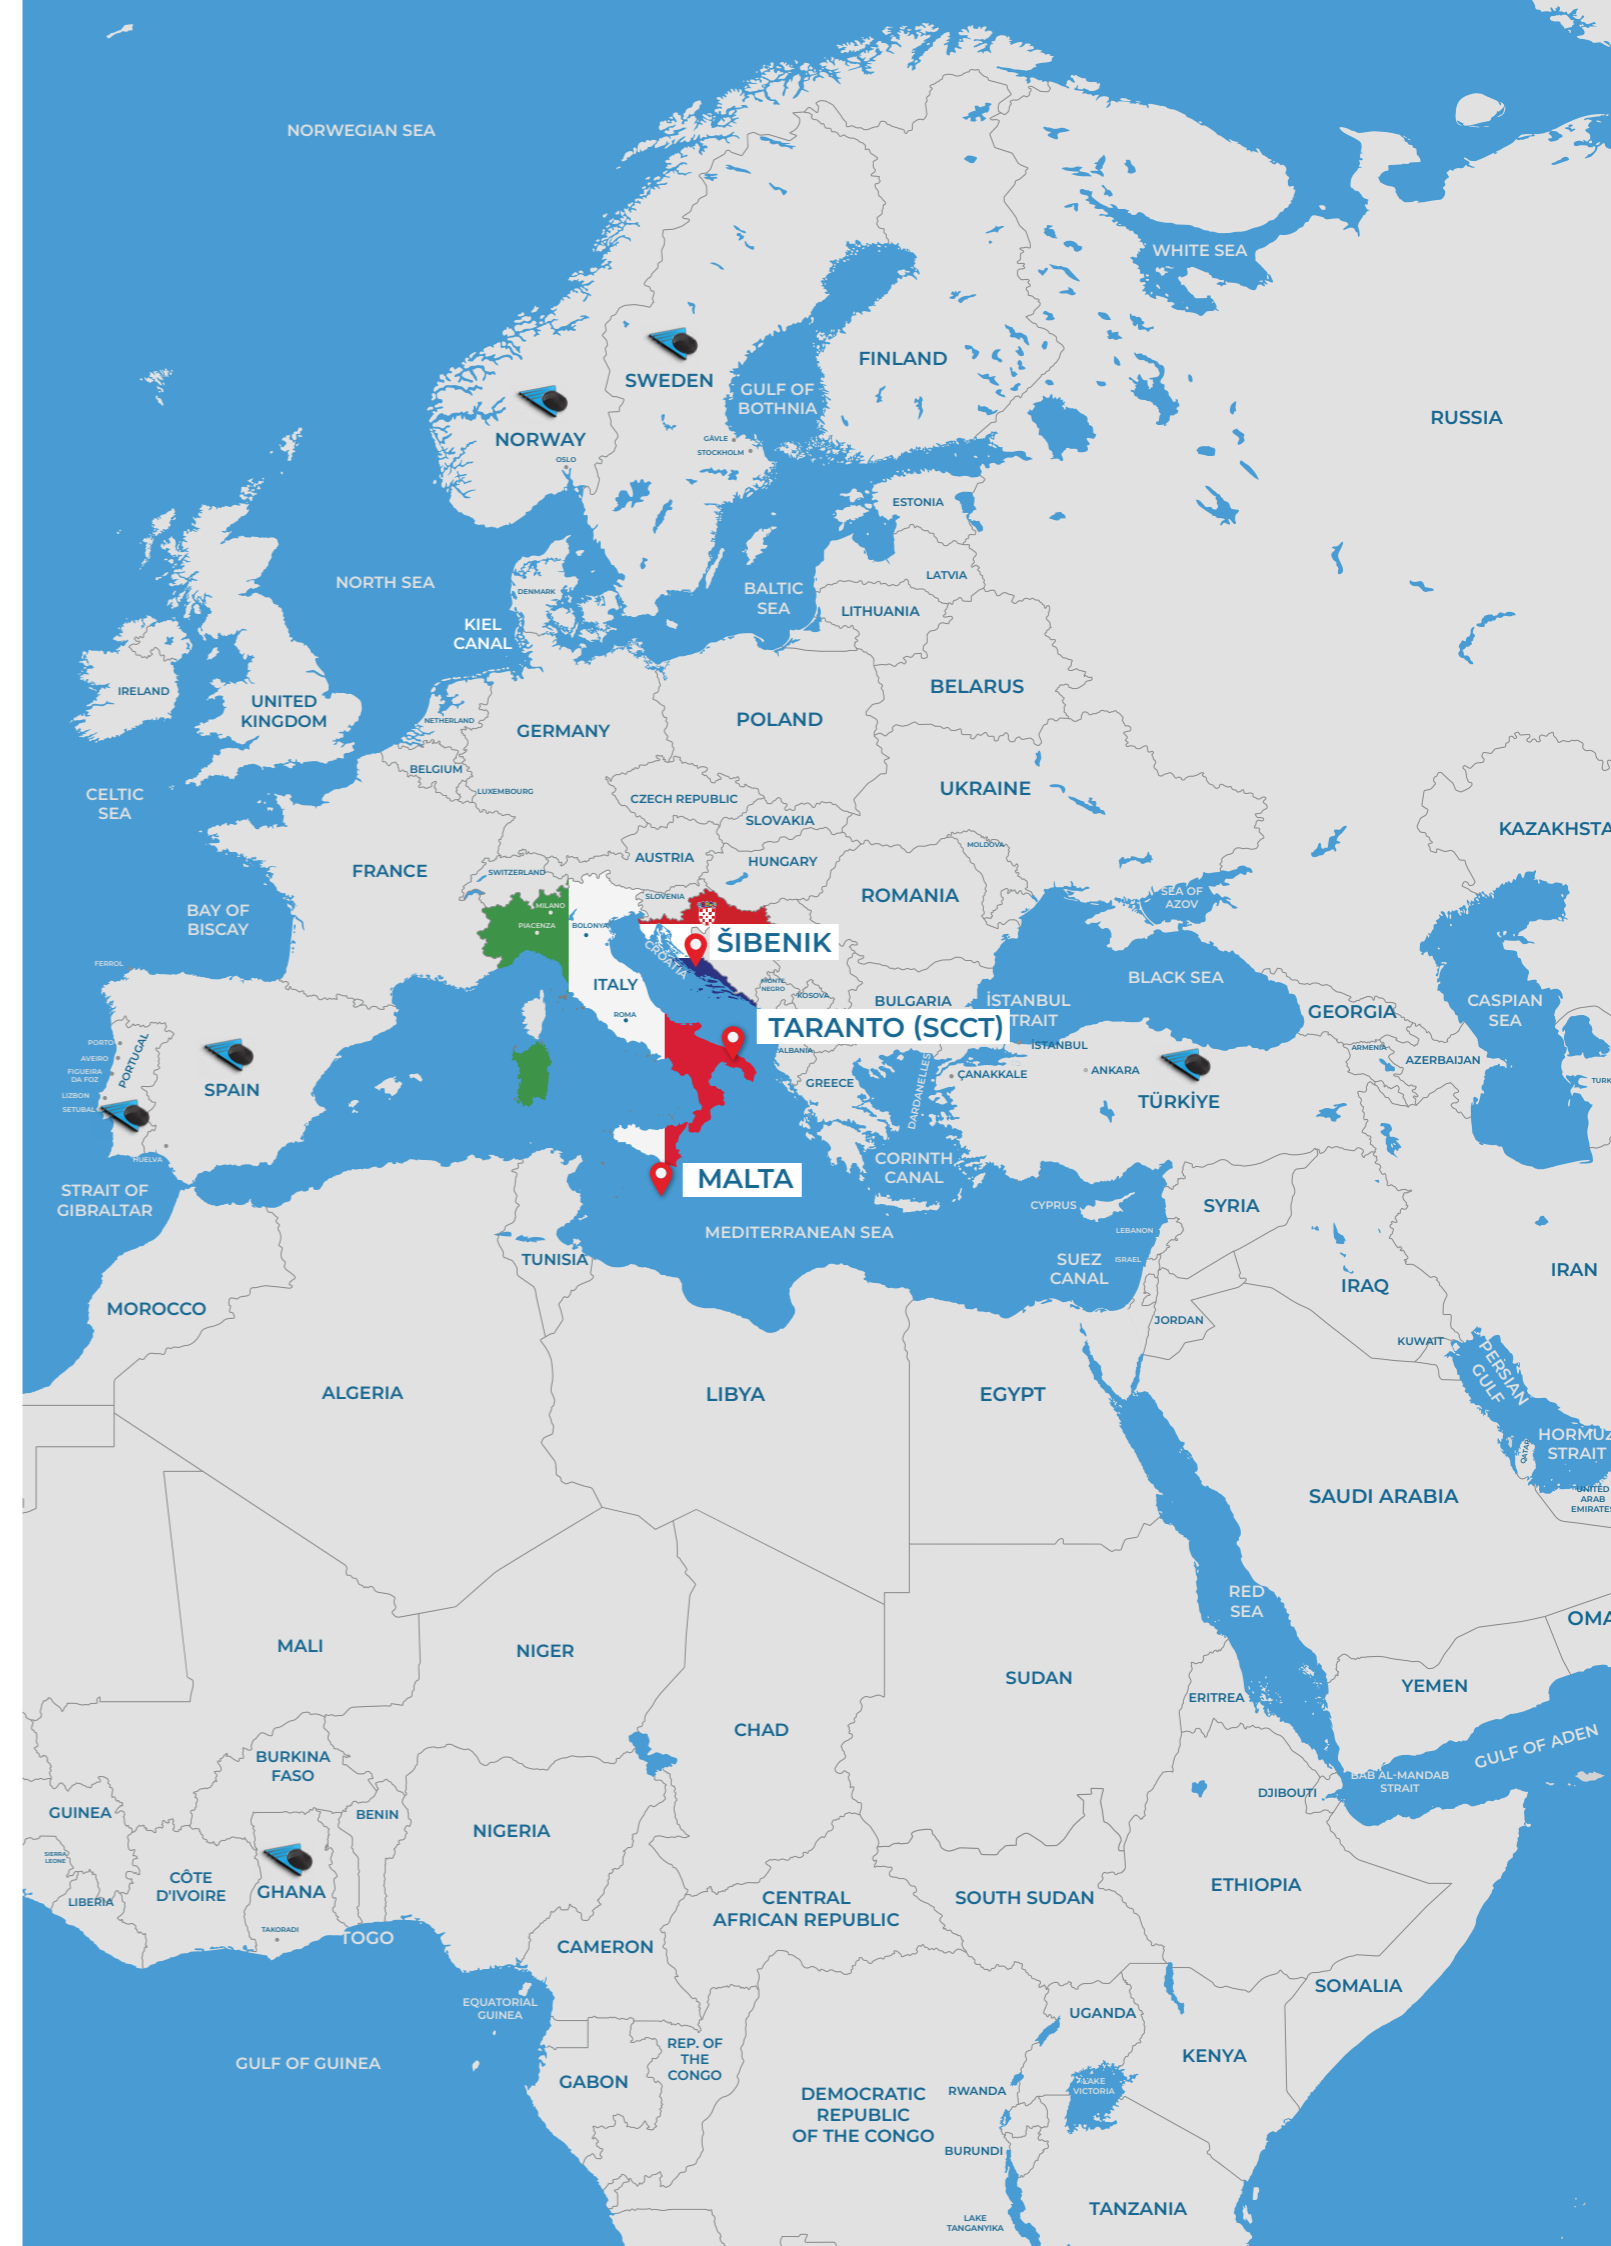 NORWEGIAN SEA
WHITE SEA
FINLAND
SWEDEN
GULF OF
BOTHNIA
RUSSIA
NORWAY
GÄVLE
STOCKHOLM
OSLO
ESTONIA
NORTH SEA
LATVIA
DENMARK
BALTIC
SEA
LITHUANIA
KIEL
CANAL
IRELAND
UNITED
KINGDOM
BELARUS
NETHERLAND
GERMANY
POLAND
BELGIUM
LUXEMBOURG
CELTIC
SEA
CZECH REPUBLIC
UKRAINE
SLOVAKIA
KAZAKHSTA
MOLDOVA
AUSTRIA
HUNGARY
FRANCE
SWITZERLAND
SLOVENIA
ROMANIA
SEA OF
AZOV
MILANO
BAY OF
BISCAY
PIACENZA
BOLONYA
ŠIBENIK
CROATIA
FERROL
ITALY
MONTE
NEGRO
KOSOVA
BLACK SEA
BULGARIA
İSTANBUL
TRAIT
CASPIAN
SEA
GEORGIA
ROMA
TARANTO (SCCT)
PORTO
AVEIRO
FIGUEIRA
DA FOZ
LIZBON
SETUBAL
PORTUGAL
SPAIN
ALBANIA
İSTANBUL
ARMENIA
AZERBAIJAN
GREECE
DARDANELLES
ÇANAKKALE
ANKARA
TÜRKİYE
TURK
HUELVA
CORINTH
CANAL
MALTA
STRAIT OF
GIBRALTAR
CYPRUS
SYRIA
LEBANON
MEDITERRANEAN SEA
TUNISIA
SUEZ
CANAL
ISRAEL
IRAQ
IRAN
MOROCCO
JORDAN
KUWAIT
PERSIAN
GULF
ALGERIA
LIBYA
EGYPT
HORMUZ
STRAIT
QATAR
SAUDI ARABIA
UNITED
ARAB
EMIRATES
RED
SEA
OMA
MALI
NIGER
SUDAN
YEMEN
ERITREA
CHAD
GULF OF ADEN
BURKINA
FASO
BAB AL-MANDAB
STRAIT
DJIBOUTI
GUINEA
BENIN
NIGERIA
SIERRA
LEONE
CÔTE
D'IVOIRE
GHANA
ETHIOPIA
LIBERIA
CENTRAL
AFRICAN REPUBLIC
SOUTH SUDAN
TAKORADI
TOGO
CAMERON
SOMALIA
EQUATORIAL
GUINEA
UGANDA
REP. OF
THE
CONGO
KENYA
GULF OF GUINEA
GABON
LAKE
VICTORIA
RWANDA
DEMOCRATIC
REPUBLIC
OF THE CONGO
BURUNDI
TANZANIA
LAKE
TANGANYIKA